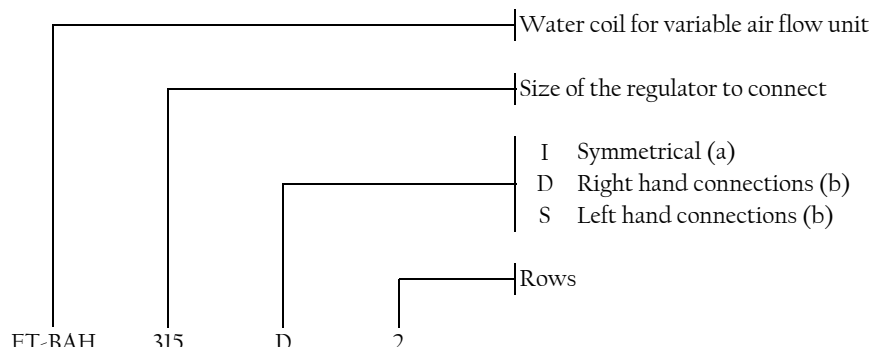 Water coil for variable air flow unit
Size of the regulator to connect
I Symmetrical (a)
D Right hand connections (b)
S Left hand connections (b)
Rows
ET-BAH 315 D 2